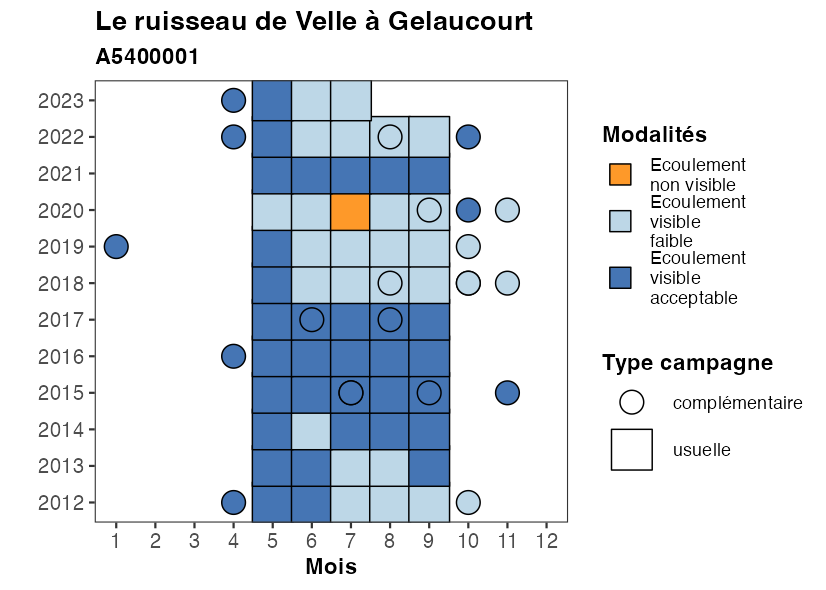 Le ruisseau de Velle à Gelaucourt
A5400001
2023
2022
2021
2020
2019
2018
2017
2016
2015
2014
2013
2012
1 2 3 4 5 6 7 8 9 10 11 12
Mois
Modalités
Ecoulement
non visible
Ecoulement
visible
faible
Ecoulement
visible
acceptable
Type campagne
complémentaire
usuelle